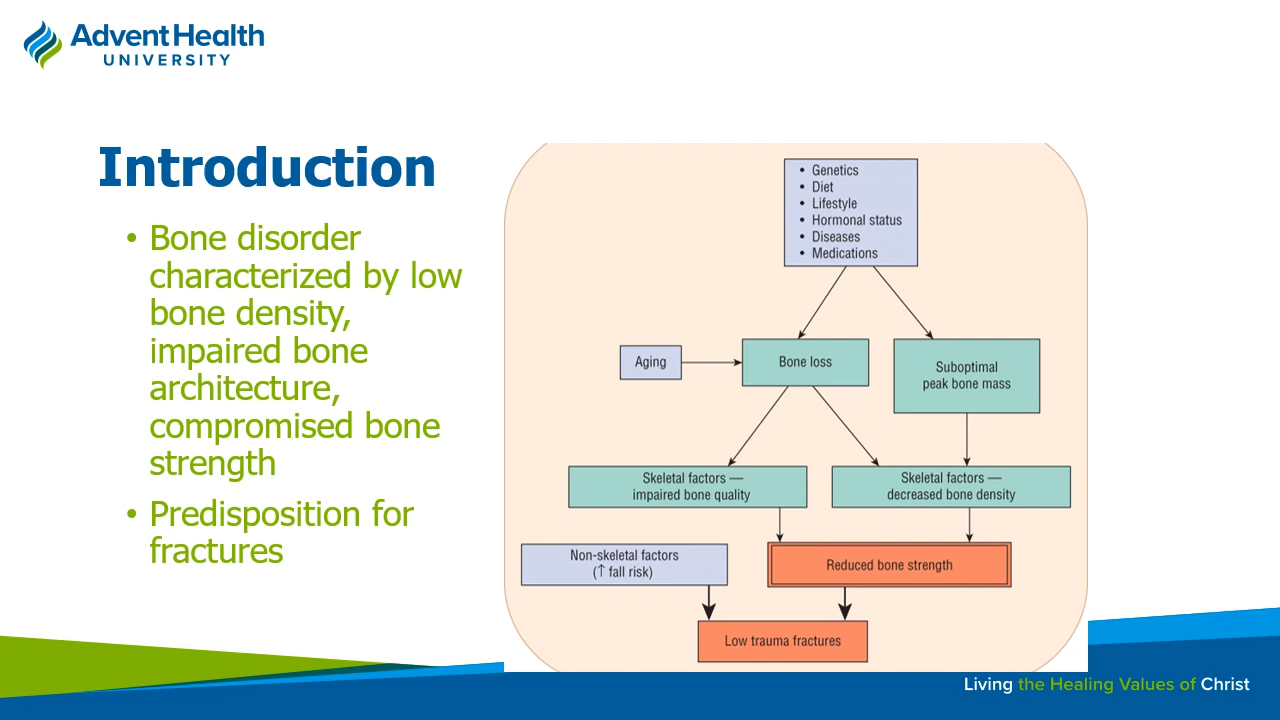 AdventHealth
UNIVERSITY
Introduction
• Bone disorder
characterized by low
bone density,
impaired bone
architecture,
compromised bone
strength
• Predisposition for
fractures
• Genetics
• Diet
• Lifestyle
• Hormonal status
• Diseases
• Medications
Aging
Bone loss
Suboptimal
peak bone mass
Skeletal factors —
impaired bone quality
Skeletal factors —
decreased bone density
Non-skeletal factors
(↑ fall risk)
Reduced bone strength
Low trauma fractures
Living the Healing Values of Christ